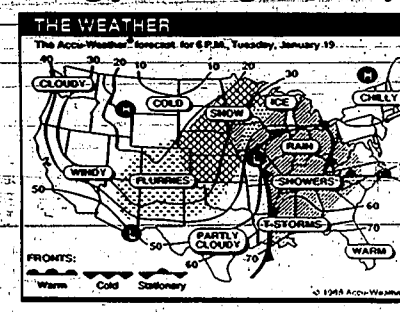 THE WEATHER
The Accu-Weather® forecast for 6 P.M., Tuesday, January 19
40 30 20 10 10 20 30
CLOUDY
H
H
COLD
ICE
CHILLY
SNOW
RAIN
L
WINDY
FLURRIES
SHOWERS
50
60
T-STORMS
70
L
50
PARTLY
CLOUDY
WARM
60
70
FRONTS:
Warm Cold Stationary